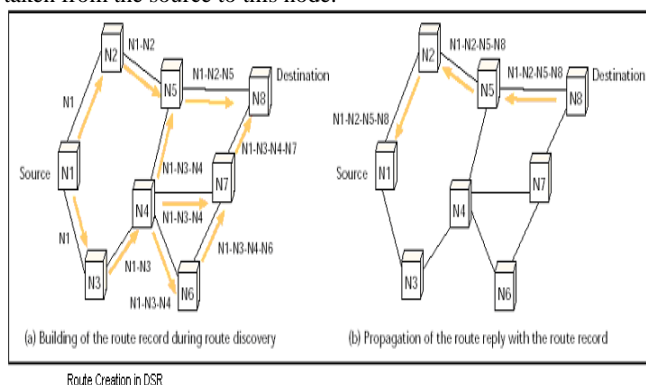 taken from the source to this node.
N1-N2
N2
N1
N5
N1-N2-N5
N8
Destination
N1-N3-N4-N7
N1-N3-N4
Source
N1
N7
N4
N1-N3-N4
N1
N1-N3
N1-N3-N4-N6
N3
N1-N3-N4
N6
(a) Building of the route record during route discovery
N2
N1-N2-N5-N8
N5
N1-N2-N5-N8
Destination
N8
N1-N2-N5-N8
Source
N1
N7
N4
N3
N6
(b) Propagation of the route reply with the route record
Route Creation in DSR